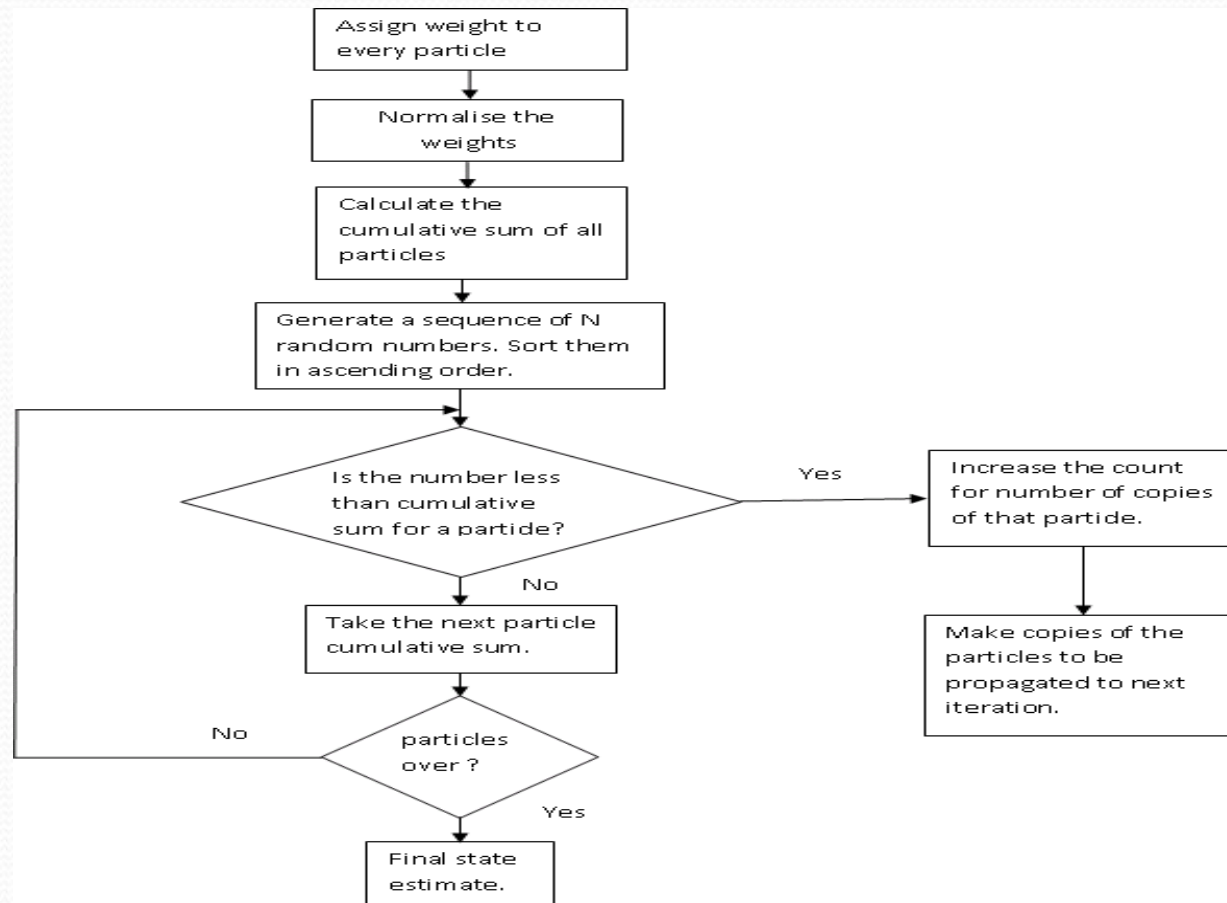 Assign weight to
every particle
Normalise the
weights
Calculate the
cumulative sum of all
particles
Generate a sequence of N
random numbers. Sort them
in ascending order.
Is the number less
than cumulative
sum for a partide?
Yes
Increase the count
for number of copies
of that partide.
No
Take the next particle
cumulative sum.
Make copies of the
particles to be
propagated to next
iteration.
No
particles
over ?
Yes
Final state
estimate.